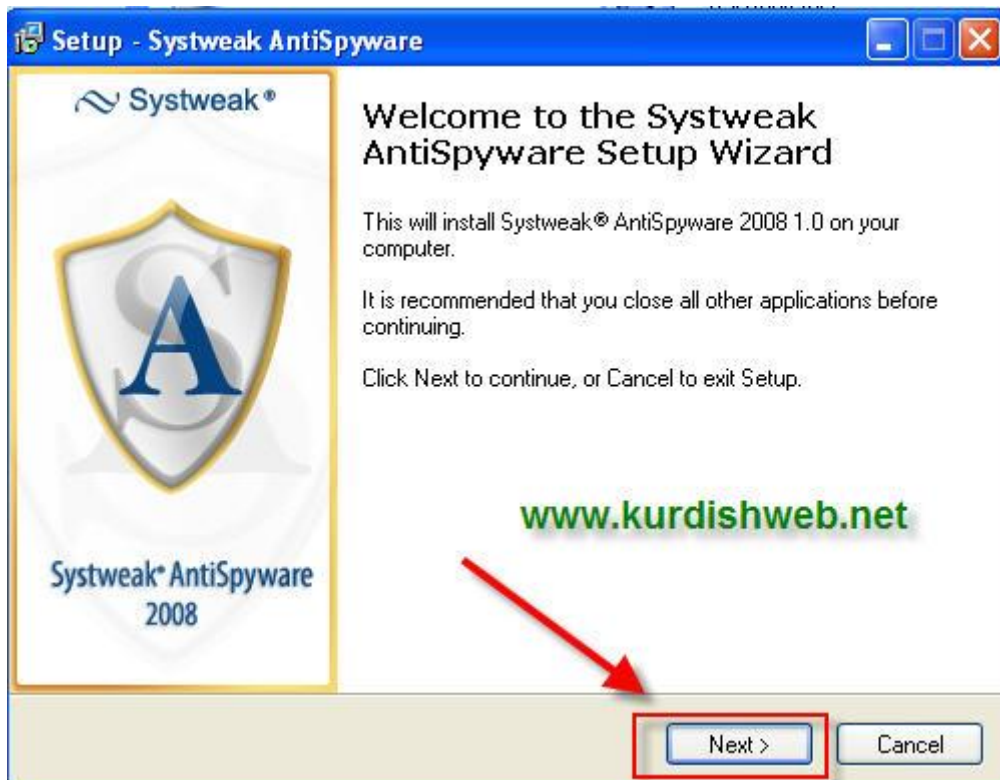 Setup - Systweak AntiSpyware
Systweak®
Welcome to the Systweak
AntiSpyware Setup Wizard
This will install Systweak® AntiSpyware 2008 1.0 on your
computer.
It is recommended that you close all other applications before
continuing.
Click Next to continue, or Cancel to exit Setup.
www.kurdishweb.net
A
S
Systweak® AntiSpyware
2008
Next >
Cancel